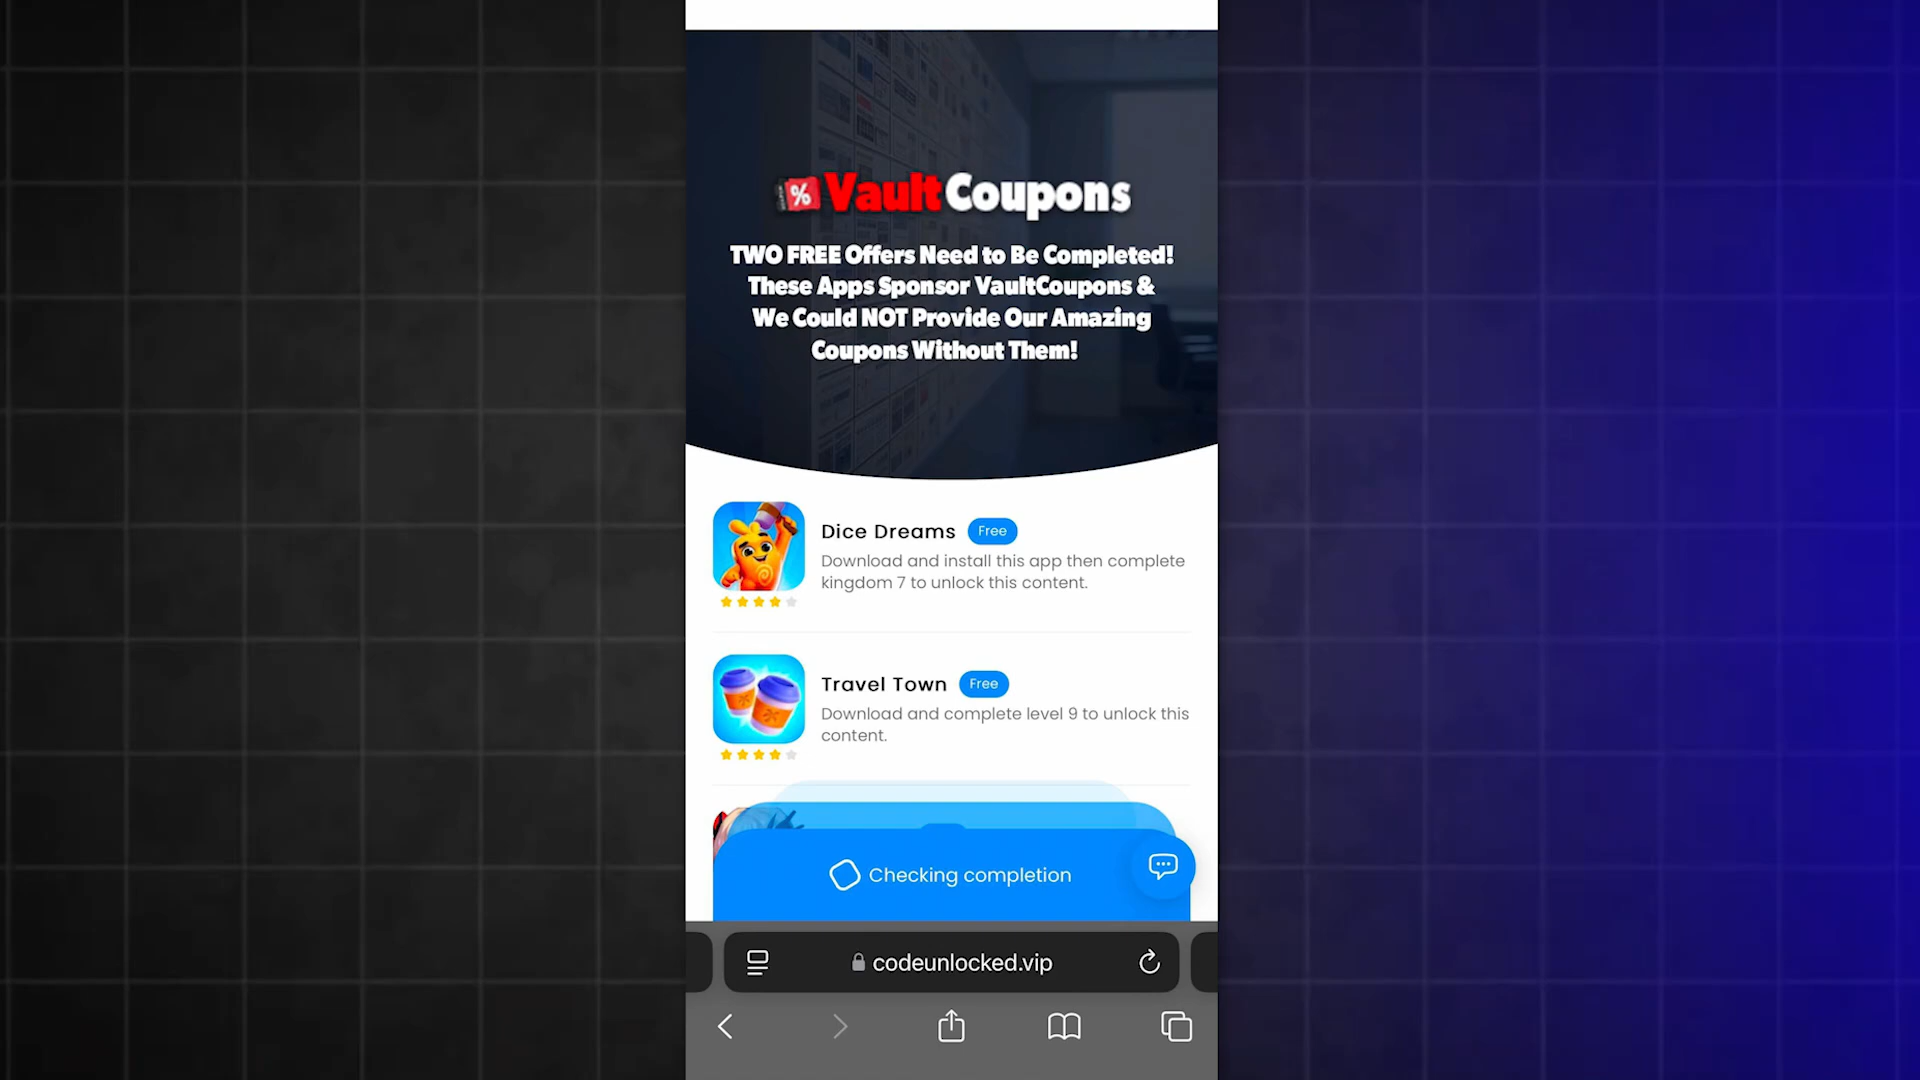 % VaultCoupons
TWO FREE Offers Need to Be Completed!
These Apps Sponsor VaultCoupons &
We Could NOT Provide Our Amazing
Coupons Without Them!
Dice Dreams Free
Download and install this app then complete
kingdom 7 to unlock this content.
Travel Town Free
Download and complete level 9 to unlock this
content.
Checking completion
codeunlocked.vip